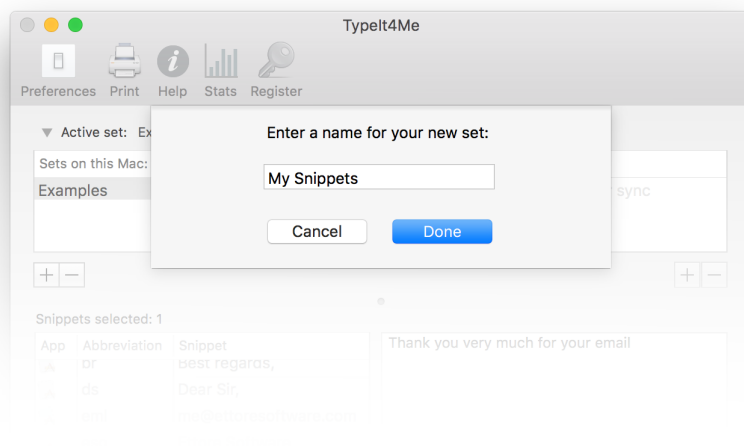 TypeIt4Me
Preferences Print Help Stats Register
Enter a name for your new set:
Active set: Ex
Sets on this Mac:
My Snippets
Examples
sync
Cancel Done
Snippets selected: 1
App Abbreviation Snippet
Thank you very much for your email
br Best regards,
ds Dear Sir,